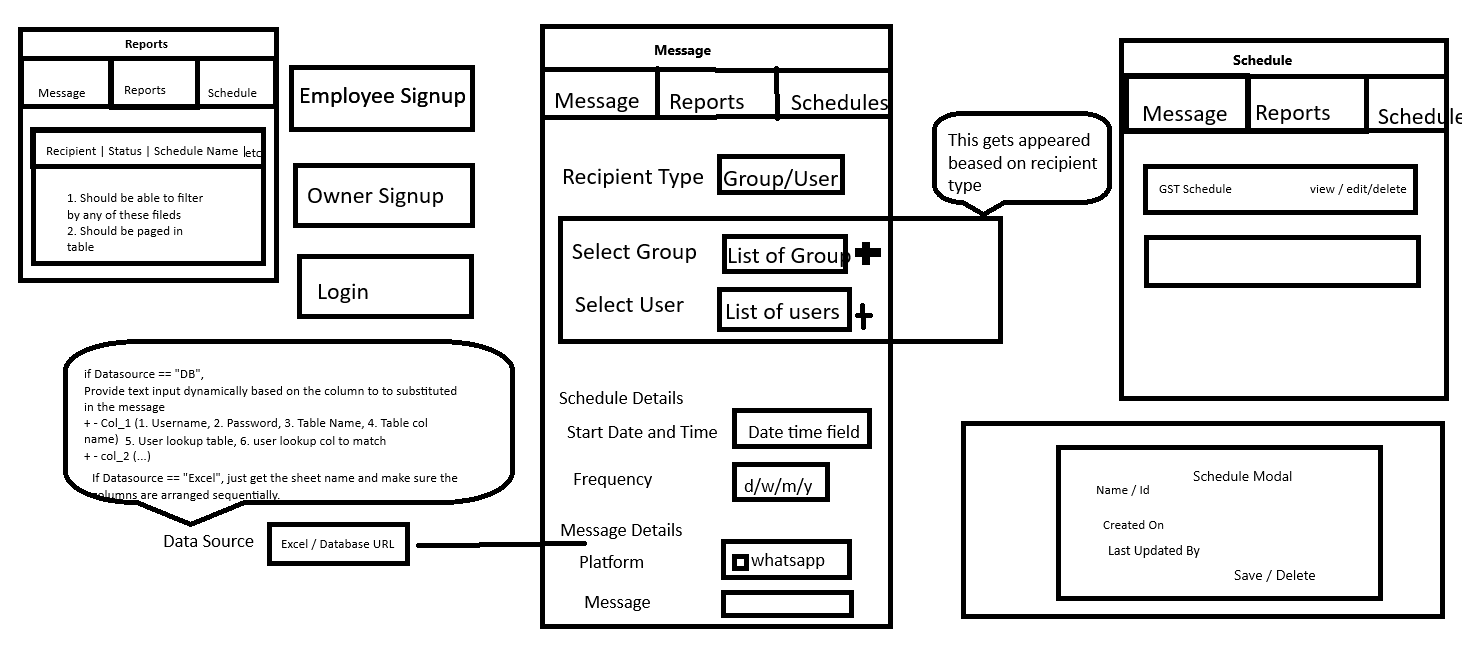 Reports
Message
Reports
Schedule
Recipient | Status | Schedule Name |etc
1. Should be able to filter
by any of these fileds
2. Should be paged in
table
Employee Signup
Owner Signup
Login
if Datasource == "DB",
Provide text input dynamically based on the column to to substituted
in the message
+ - Col_1 (1. Username, 2. Password, 3. Table Name, 4. Table col
name) 5. User lookup table, 6. user lookup col to match
+ - col_2 (...)
If Datasource == "Excel", just get the sheet name and make sure the
columns are arranged sequentially.
Data Source
Excel / Database URL
Message
Message
Reports
Schedules
Recipient Type
Group/User
Select Group
List of Group
Select User
List of users
Schedule Details
Start Date and Time
Date time field
Frequency
d/w/m/y
Message Details
Platform
whatsapp
Message
This gets appeared
beased on recipient
type
Schedule
Message
Reports
Schedule
GST Schedule
view / edit/delete
Schedule Modal
Name / Id
Created On
Last Updated By
Save / Delete